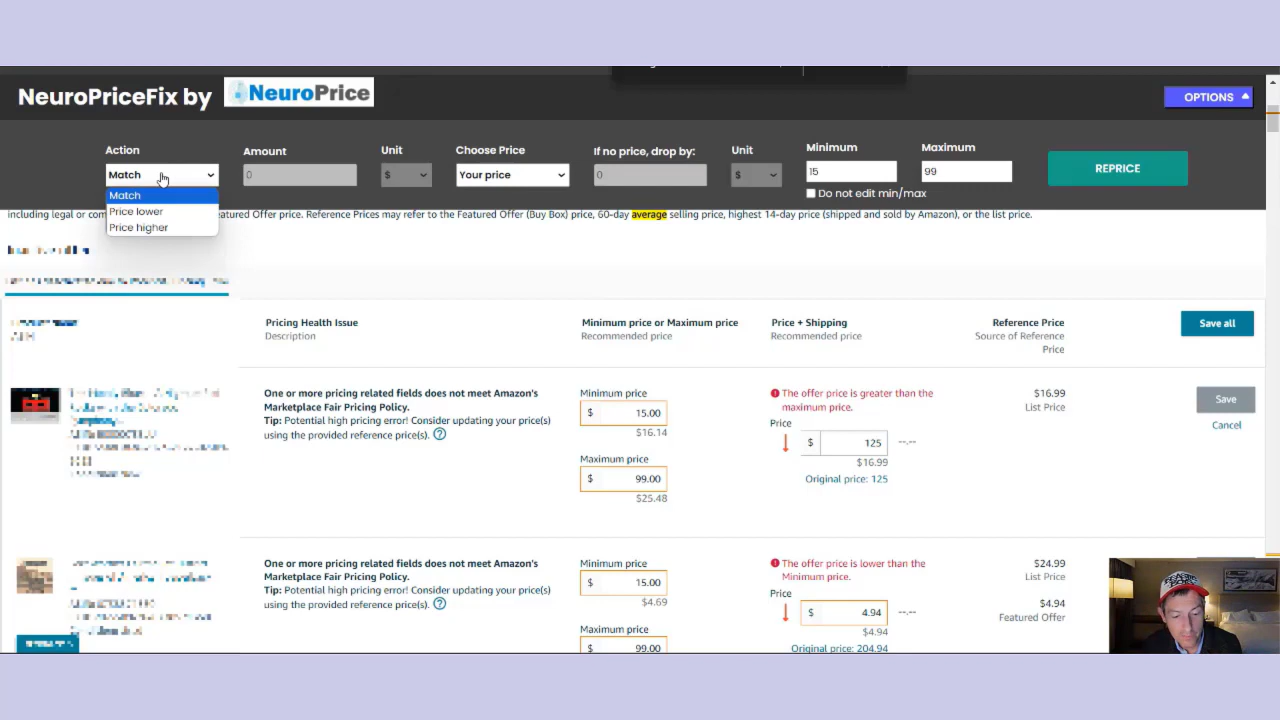 NeuroPriceFix by NeuroPrice
OPTIONS
Action
Amount
Unit
Choose Price
If no price, drop by:
Unit
Minimum
Maximum
Match
0
$
Your price
0
$
15
99
REPRICE
Do not edit min/max
Match
Price lower
Price higher
including legal or com
eatured Offer price. Reference Prices may refer to the Featured Offer (Buy Box) price, 60-day average selling price, highest 14-day price (shipped and sold by Amazon), or the list price.
Pricing Health Issue
Description
Minimum price or Maximum price
Recommended price
Price + Shipping
Recommended price
Reference Price
Source of Reference
Price
Save all
One or more pricing related fields does not meet Amazon's
Marketplace Fair Pricing Policy.
Tip: Potential high pricing error! Consider updating your price(s)
using the provided reference price(s).
Minimum price
$ 15.00
$16.14
Maximum price
$ 99.00
$25.48
The offer price is greater than the
maximum price.
Price
$ 125 --.--
$16.99
Original price: 125
$16.99
List Price
Save
Cancel
One or more pricing related fields does not meet Amazon's
Marketplace Fair Pricing Policy.
Tip: Potential high pricing error! Consider updating your price(s)
using the provided reference price(s).
Minimum price
$ 15.00
$4.69
Maximum price
$ 99.00
The offer price is lower than the
Minimum price.
Price
$ 4.94 --.--
$4.94
Original price: 204.94
$24.99
List Price
$4.94
Featured Offer